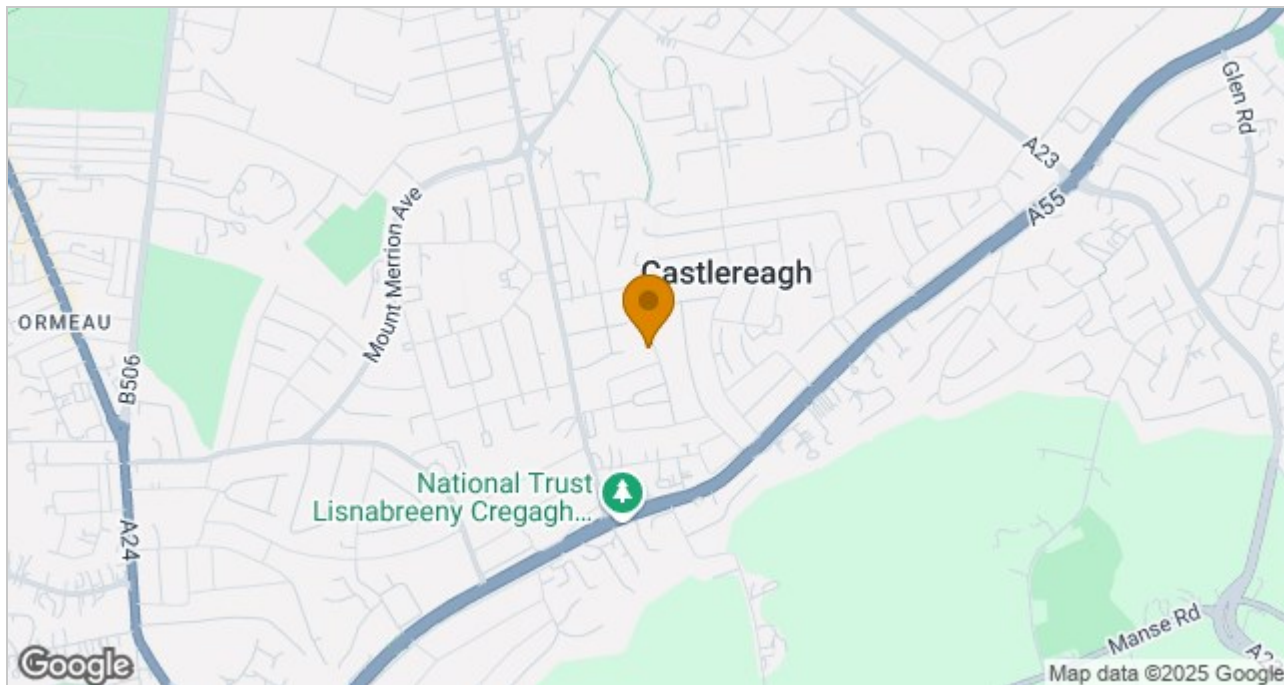 Glen Rd
A23
A55
Mount Merrion Ave
Castlereagh
ORMEAU
B506
National Trust
Lisnabreeny Cregagh...
A24
Manse Rd
Google
Map data ©2025 Google